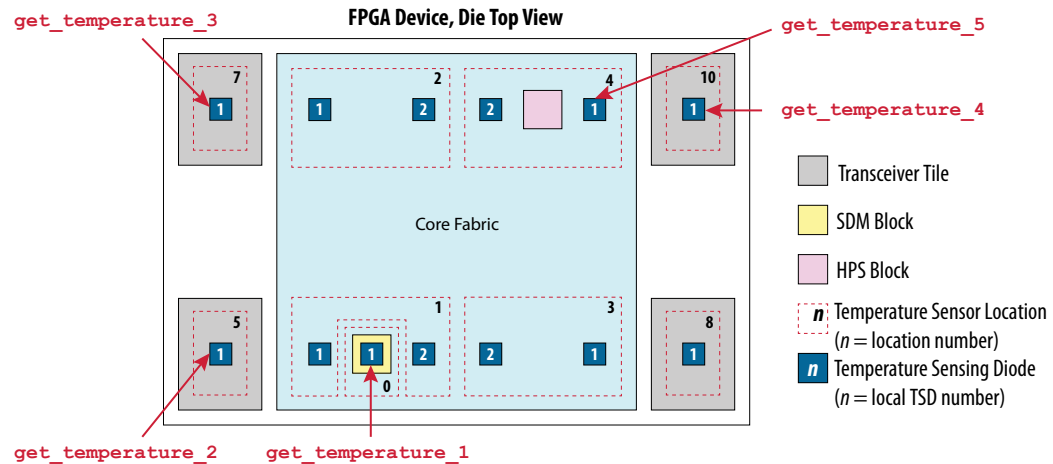 FPGA Device, Die Top View
get_temperature_3
get_temperature_5
7
2
4
10
1
1
2
2
1
1
get_temperature_4
Transceiver Tile
SDM Block
Core Fabric
HPS Block
n Temperature Sensor Location
(n = location number)
5
1
3
8
1
1
1
2
2
1
1
0
n Temperature Sensing Diode
(n = local TSD number)
get_temperature_2
get_temperature_1